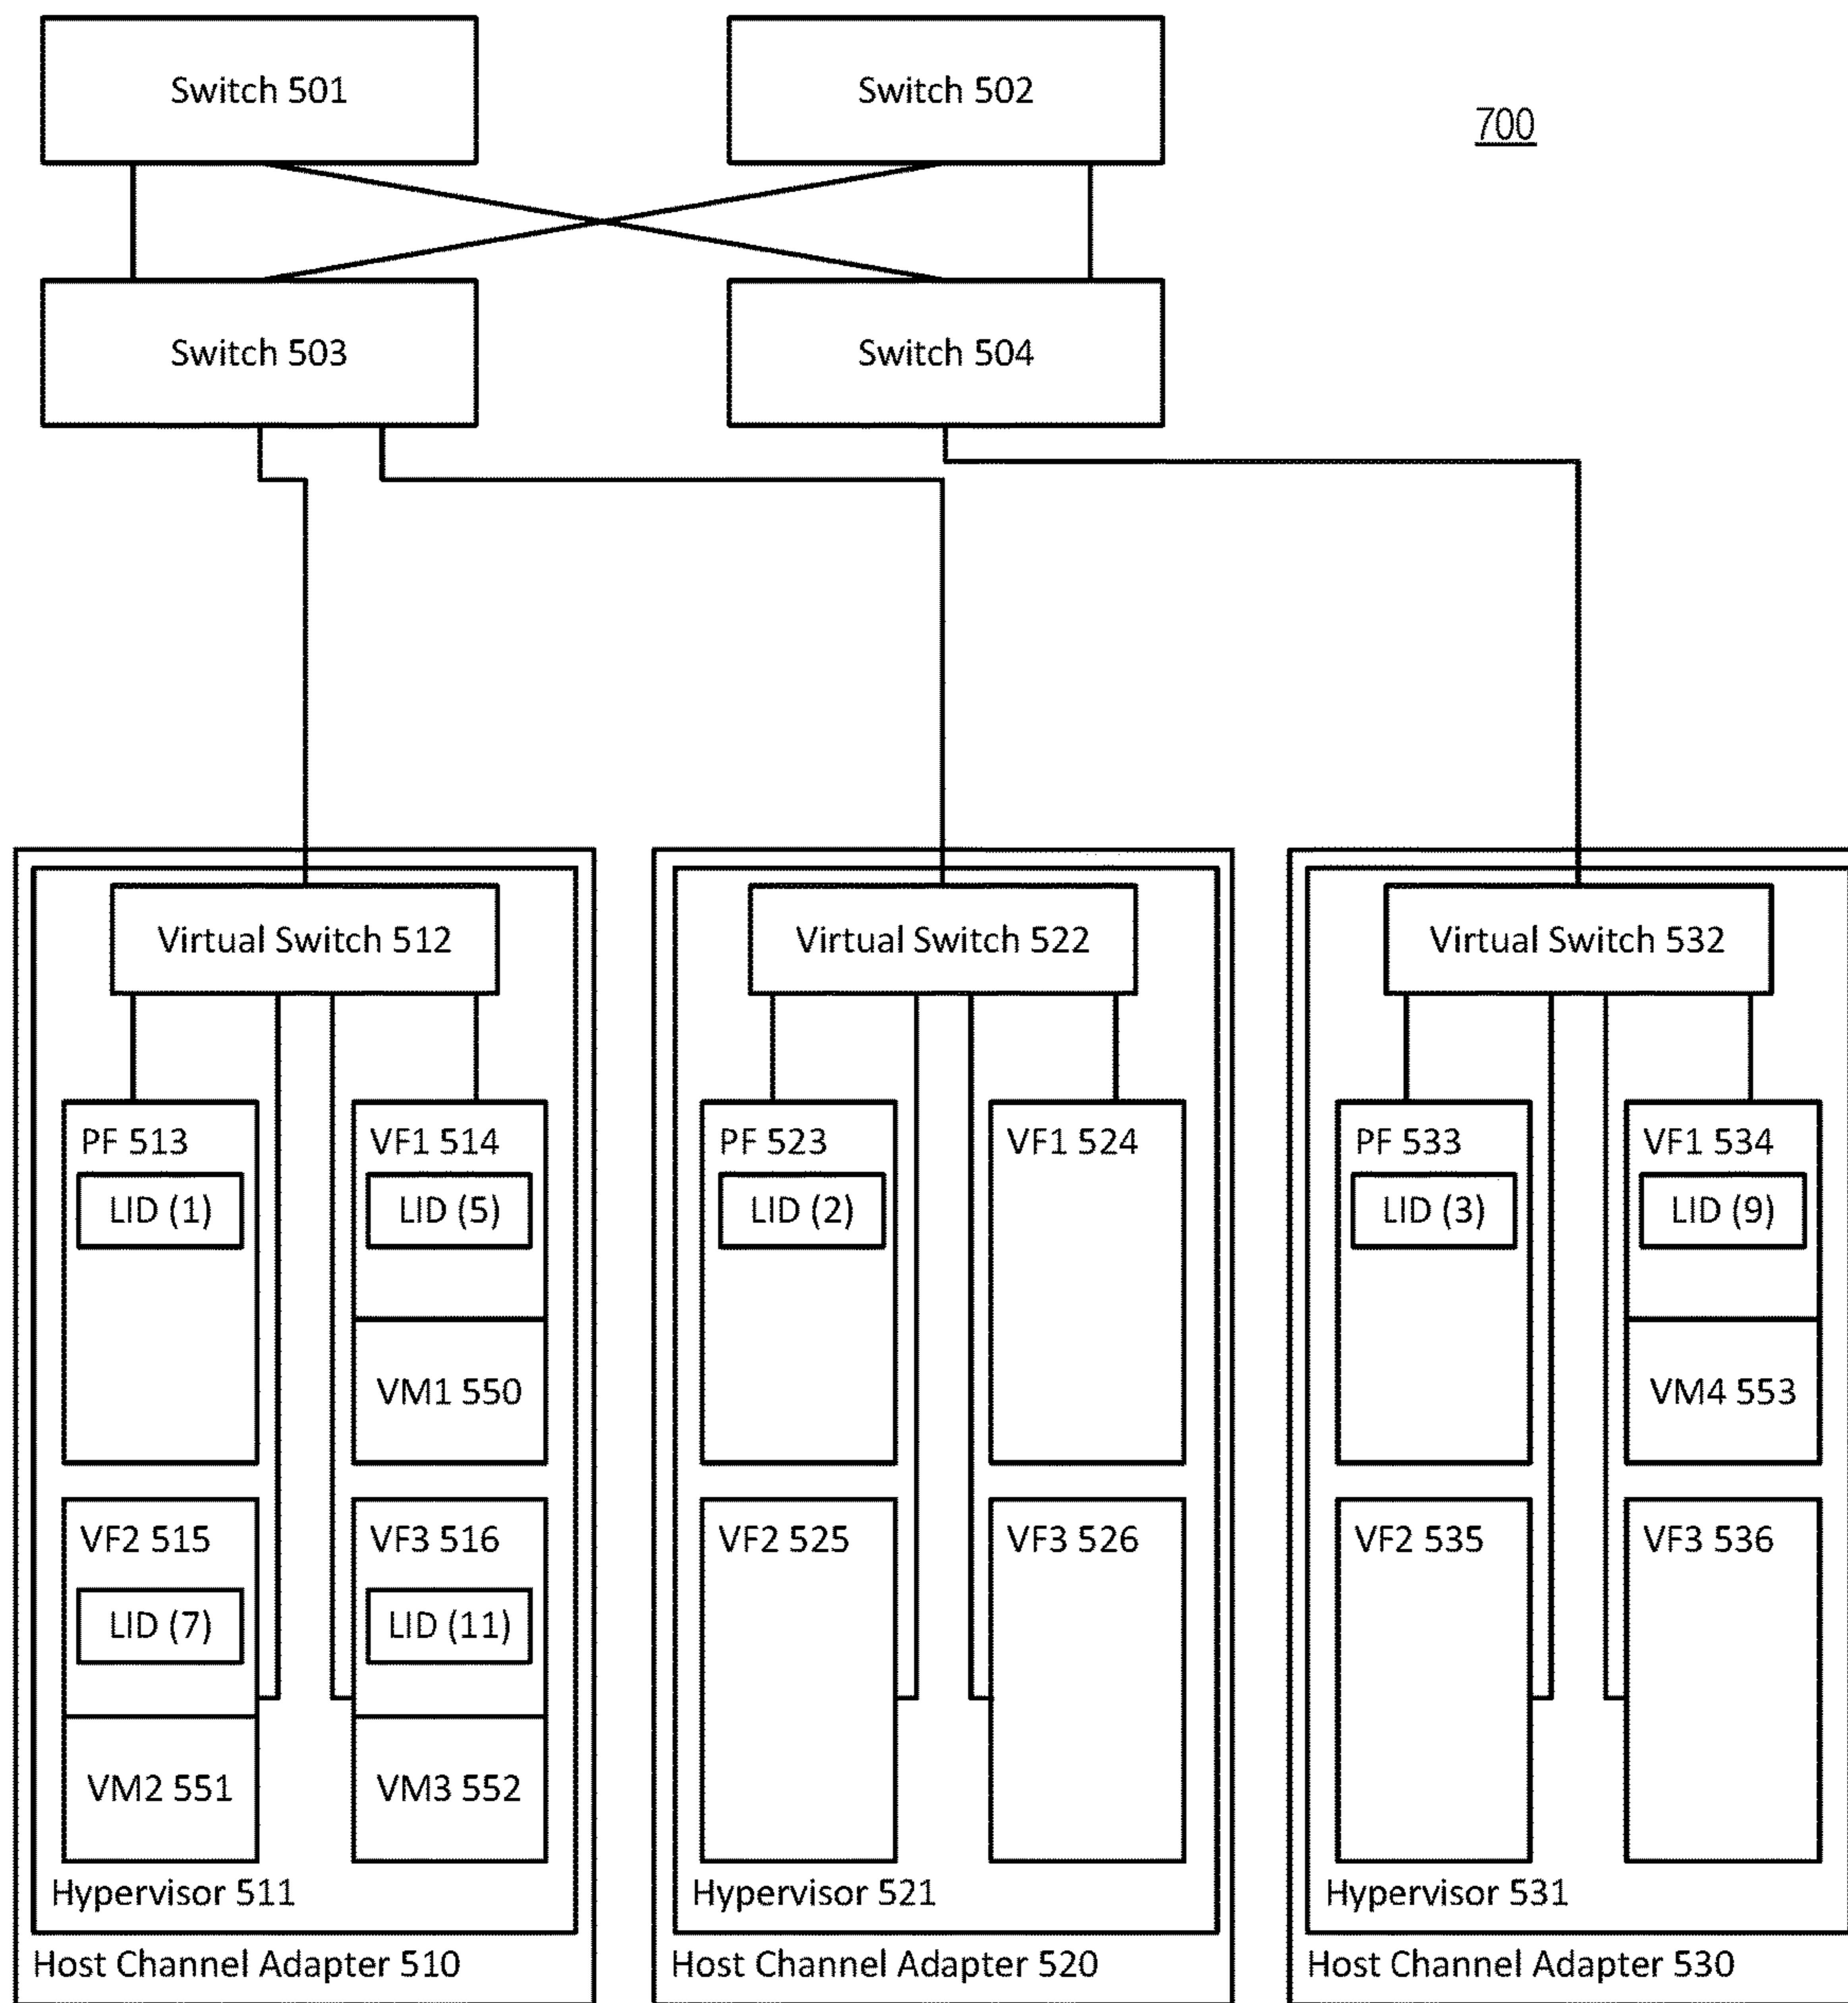 Switch 501
Switch 502
700
Switch 503
Switch 504
Virtual Switch 512
PF 513
LID (1)
VF1 514
LID (5)
VM1 550
VF2 515
LID (7)
VM2 551
VF3 516
LID (11)
VM3 552
Hypervisor 511
Host Channel Adapter 510
Virtual Switch 522
PF 523
LID (2)
VF1 524
VF2 525
VF3 526
Hypervisor 521
Host Channel Adapter 520
Virtual Switch 532
PF 533
LID (3)
VF1 534
LID (9)
VM4 553
VF2 535
VF3 536
Hypervisor 531
Host Channel Adapter 530